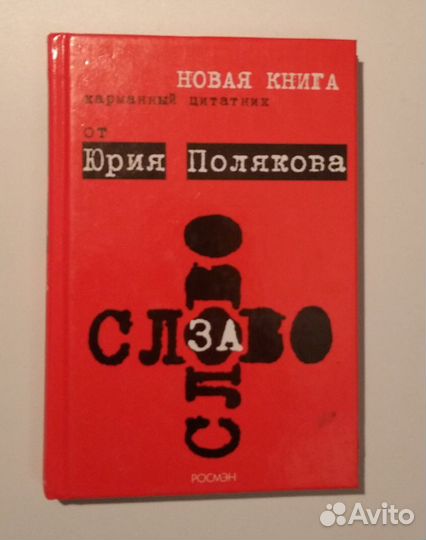 НОВАЯ КНИГА
карманный цитатник
от
Юрия Полякова
СЛОВО
ЗА
СЛОВО
РОСМЭН
Avito